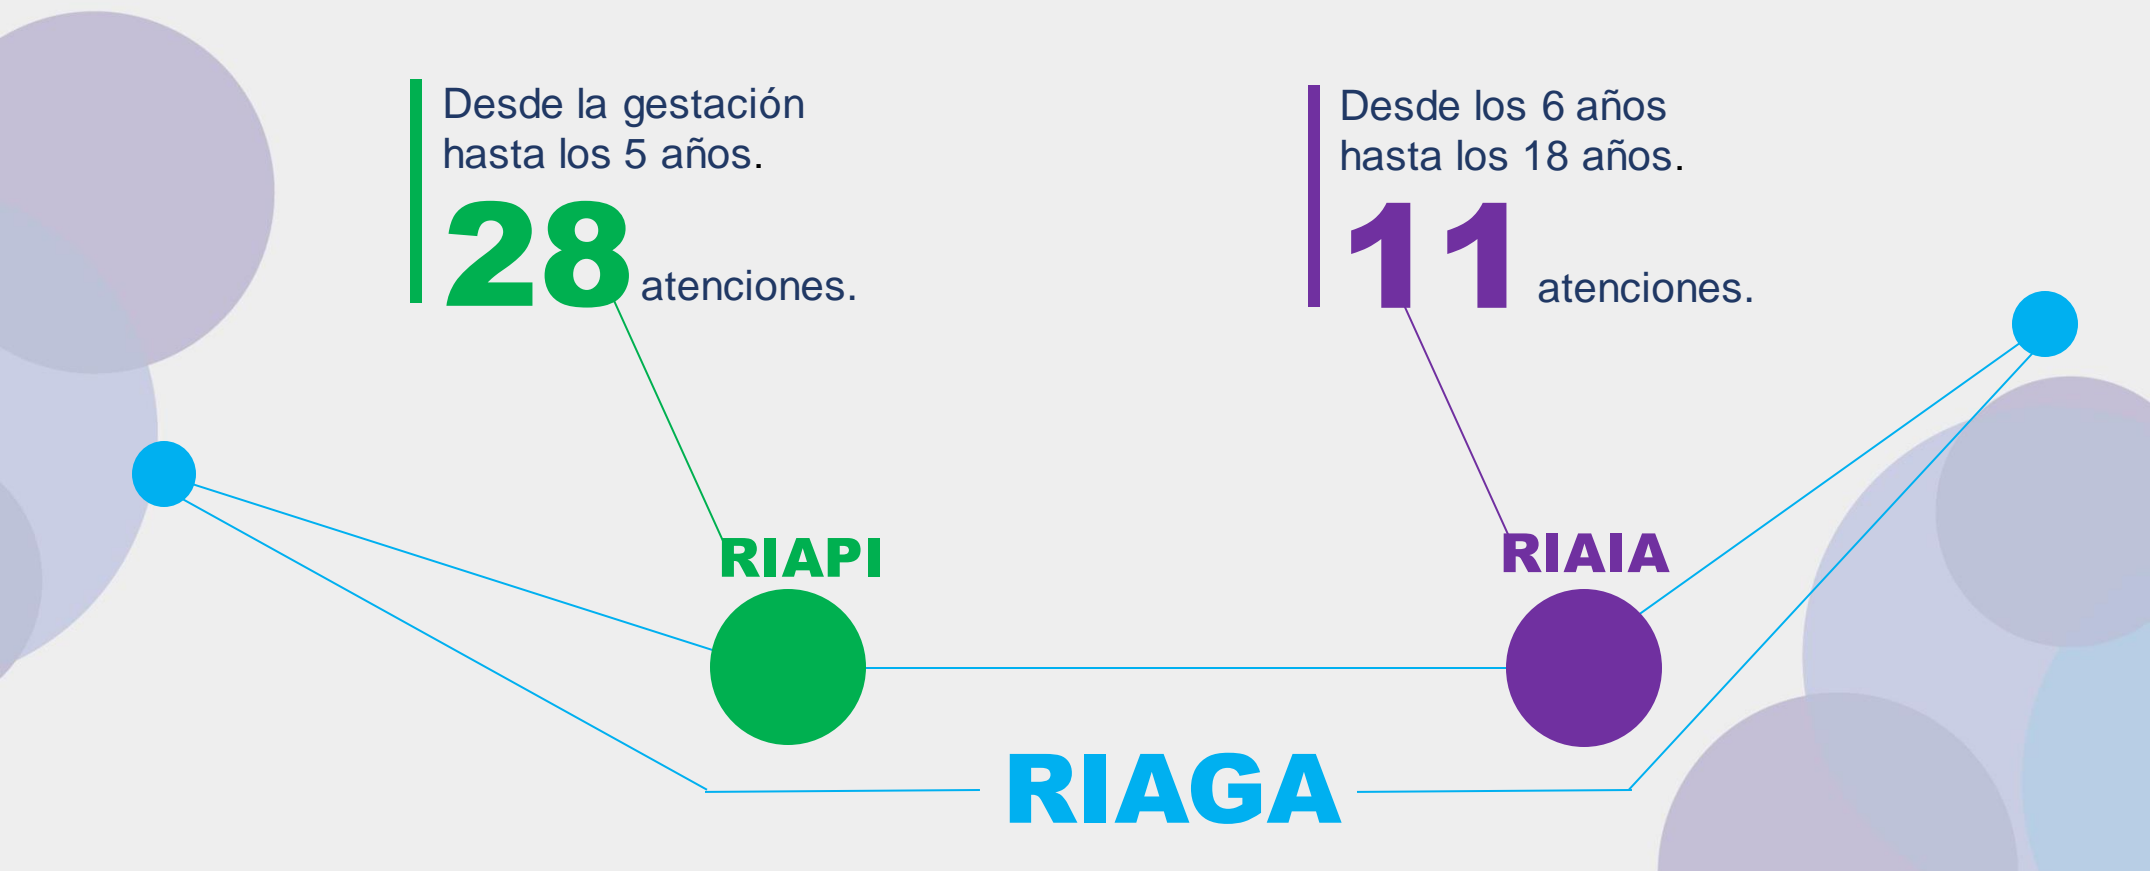 Desde la gestación
hasta los 5 años.
28 atenciones.
Desde los 6 años
hasta los 18 años.
11 atenciones.
RIAPI
RIAIA
RIAGA